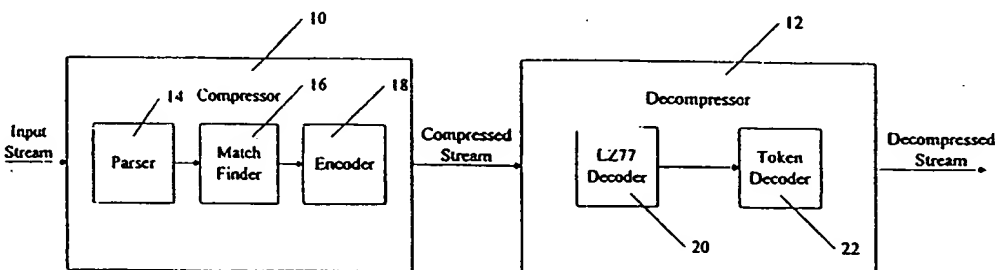 10
12
14
Compressor
16
18
Decompressor
Input
Stream
Parser
Match
Finder
Encoder
Compressed
Stream
LZ77
Decoder
Token
Decoder
Decompressed
Stream
20
22